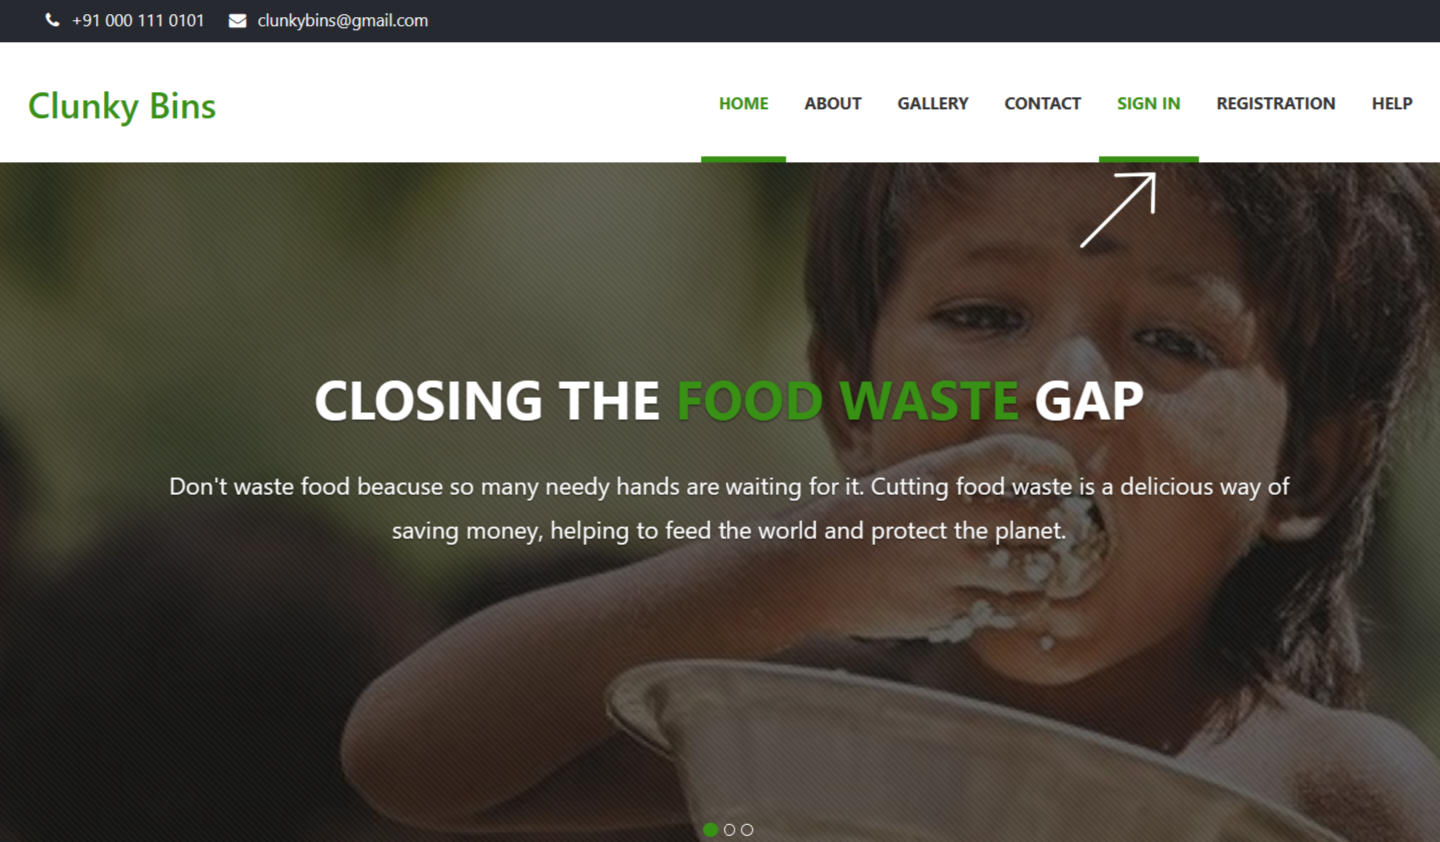 +91 000 111 0101 clunkybins@gmail.com
Clunky Bins
HOME ABOUT GALLERY CONTACT SIGN IN REGISTRATION HELP
CLOSING THE FOOD WASTE GAP
Don't waste food beacuse so many needy hands are waiting for it. Cutting food waste is a delicious way of
saving money, helping to feed the world and protect the planet.